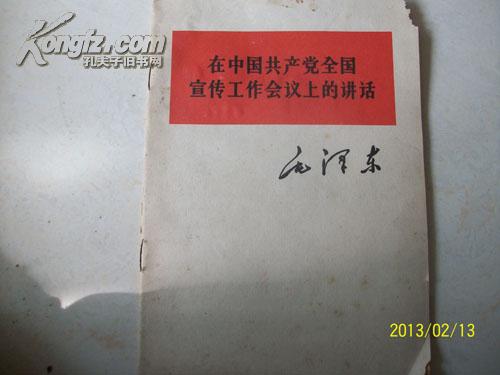 Kongfz.com
孔夫子旧书网
在中国共产党全国
宣传工作会议上的讲话
毛泽东
2013/02/13